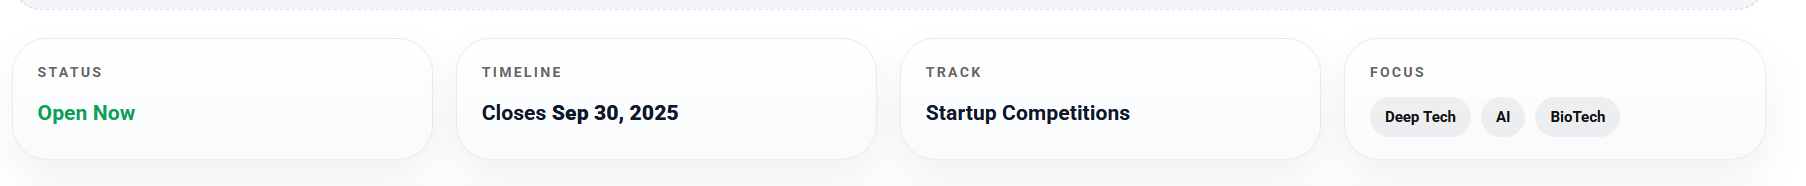 STATUS
Open Now
TIMELINE
Closes Sep 30, 2025
TRACK
Startup Competitions
FOCUS
Deep Tech AI BioTech